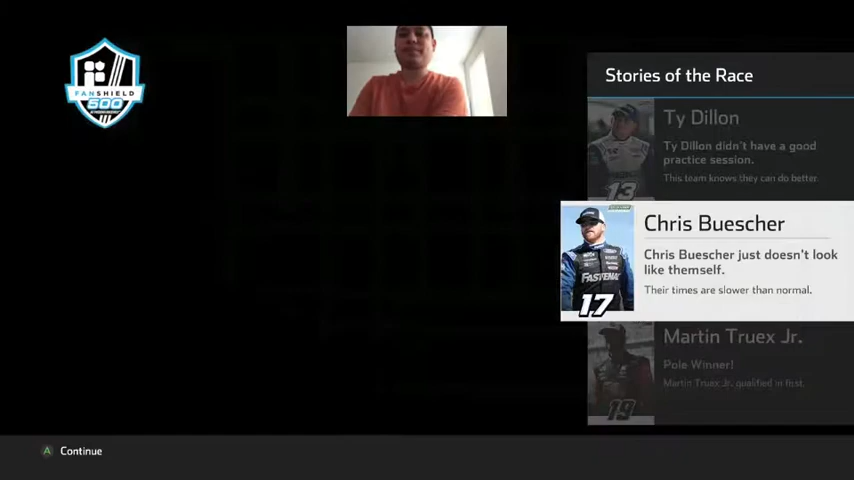 FANSHIELD
500
Stories of the Race
Ty Dillon
Ty Dillon didn't have a good
practice session.
This team knows they can do better.
13
Chris Buescher
Chris Buescher just doesn't look
like themself.
Their times are slower than normal.
FASTENAL
17
Martin Truex Jr.
Pole Winner!
Martin Truex Jr. qualified in first.
19
A Continue